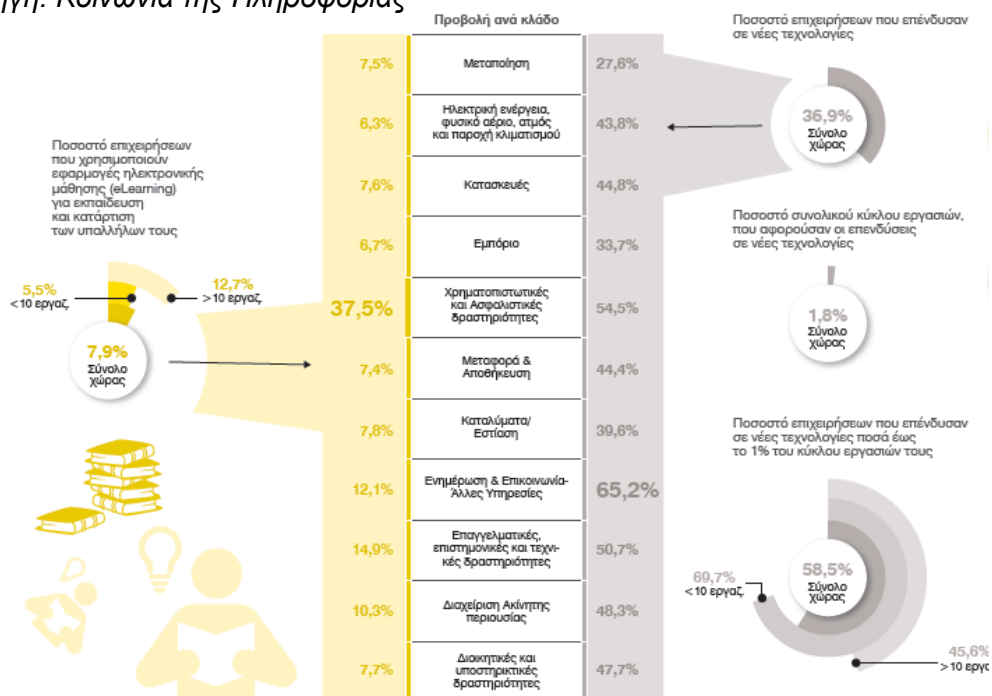 Κοινωνία της Πληροφορίας
Προβολή ανά κλάδο
Ποσοστό επιχειρήσεων
που χρησιμοποιούν
εφαρμογές ηλεκτρονικής
μάθησης (eLearning)
για εκπαίδευση
και κατάρτιση
των υπαλλήλων τους
5,5%
<10 εργαζ.
12,7%
>10 εργαζ.
7,9%
Σύνολο
χώρας
7,5% Μεταποίηση 27,6%
Ηλεκτρική ενέργεια,
6,3% φυσικό αέριο, ατμός 43,8%
και παροχή κλιματισμού
7,6% Κατασκευές 44,8%
6,7% Εμπόριο 33,7%
Χρηματοπιστωτικές
37,5% και Ασφαλιστικές 54,5%
δραστηριότητες
7,4% Μεταφορά & 44,4%
Αποθήκευση
7,8% Καταλύματα/ 39,6%
Εστίαση
12,1% Ενημέρωση & Επικοινωνία- 65,2%
Άλλες Υπηρεσίες
Επαγγελματικές,
14,9% επιστημονικές και τεχνι- 50,7%
κές δραστηριότητες
10,3% Διαχείριση Ακίνητης 48,3%
περιουσίας
Διοικητικές και
7,7% υποστηρικτικές 47,7%
δραστηριότητες
Ποσοστό επιχειρήσεων που επένδυσαν
σε νέες τεχνολογίες
36,9%
Σύνολο
χώρας
Ποσοστό συνολικού κύκλου εργασιών,
που αφορούσαν οι επενδύσεις
σε νέες τεχνολογίες
1,8%
Σύνολο
χώρας
Ποσοστό επιχειρήσεων που επένδυσαν
σε νέες τεχνολογίες ποσά έως
το 1% του κύκλου εργασιών τους
69,7%
<10 εργαζ.
58,5%
Σύνολο
χώρας
45,6%
>10 εργα